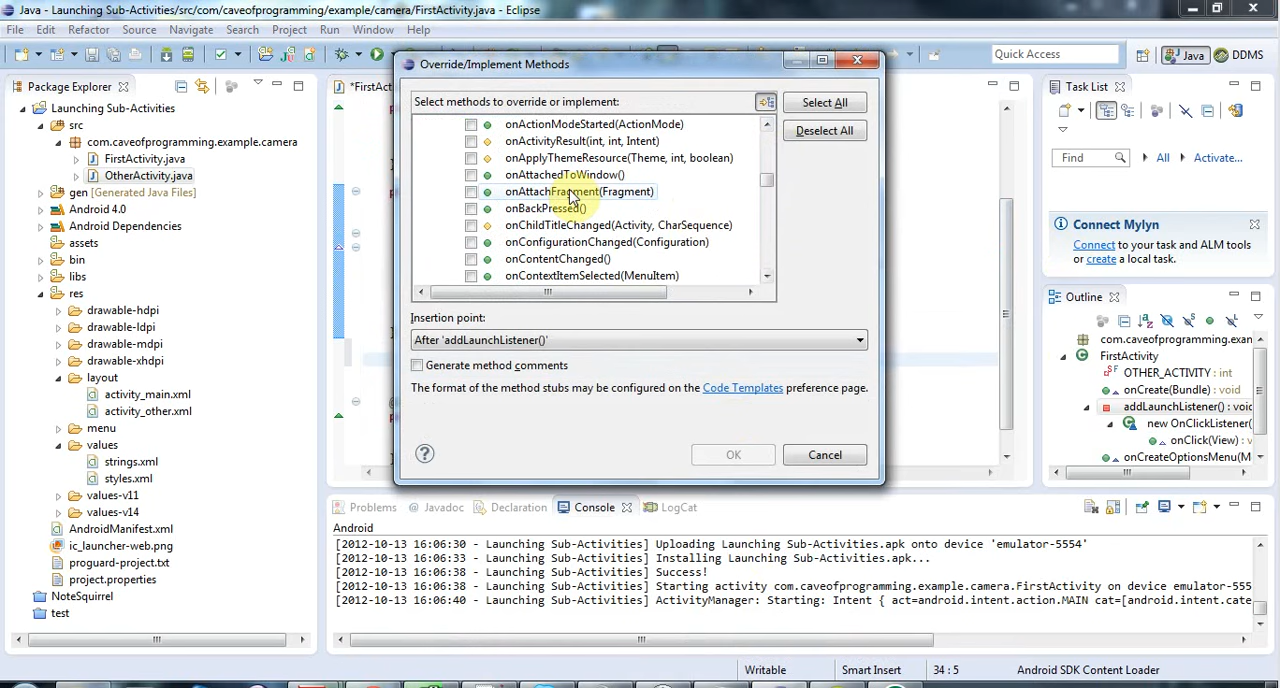 Java - Launching Sub-Activities/src/com/caveofprogramming/example/camera/FirstActivity.java - Eclipse
File Edit Refactor Source Navigate Search Project Run Window Help
Quick Access
Java
DDMS
Package Explorer
Launching Sub-Activities
src
com.caveofprogramming.example.camera
FirstActivity.java
OtherActivity.java
gen [Generated Java Files]
Android 4.0
Android Dependencies
assets
bin
libs
res
drawable-hdpi
drawable-ldpi
drawable-mdpi
drawable-xhdpi
layout
activity_main.xml
activity_other.xml
menu
values
strings.xml
styles.xml
values-v11
values-v14
AndroidManifest.xml
ic_launcher-web.png
proguard-project.txt
project.properties
NoteSquirrel
test
*FirstAct
Override/Implement Methods
Select methods to override or implement:
onActionModeStarted(ActionMode)
onActivityResult(int, int, Intent)
onApplyThemeResource(Theme, int, boolean)
onAttachedToWindow()
onAttachFragment(Fragment)
onBackPressed()
onChildTitleChanged(Activity, CharSequence)
onConfigurationChanged(Configuration)
onContentChanged()
onContextItemSelected(MenuItem)
Select All
Deselect All
Insertion point:
After 'addLaunchListener()'
Generate method comments
The format of the method stubs may be configured on the Code Templates preference page.
OK
Cancel
Task List
Find
All
Activate...
Connect Mylyn
Connect to your task and ALM tools
or create a local task.
Outline
com.caveofprogramming.exam
FirstActivity
OTHER_ACTIVITY : int
onCreate(Bundle) : void
addLaunchListener() : voi
new OnClickListener(
onClick(View) : v
onCreateOptionsMenu(M
Problems
@ Javadoc
Declaration
Console
LogCat
Android
[2012-10-13 16:06:30 - Launching Sub-Activities] Uploading Launching Sub-Activities.apk onto device 'emulator-5554'
[2012-10-13 16:06:33 - Launching Sub-Activities] Installing Launching Sub-Activities.apk...
[2012-10-13 16:06:38 - Launching Sub-Activities] Success!
[2012-10-13 16:06:38 - Launching Sub-Activities] Starting activity com.caveofprogramming.example.camera.FirstActivity on device emulator-555
[2012-10-13 16:06:40 - Launching Sub-Activities] ActivityManager: Starting: Intent { act=android.intent.action.MAIN cat=[android.intent.cate
Writable
Smart Insert
34 : 5
Android SDK Content Loader